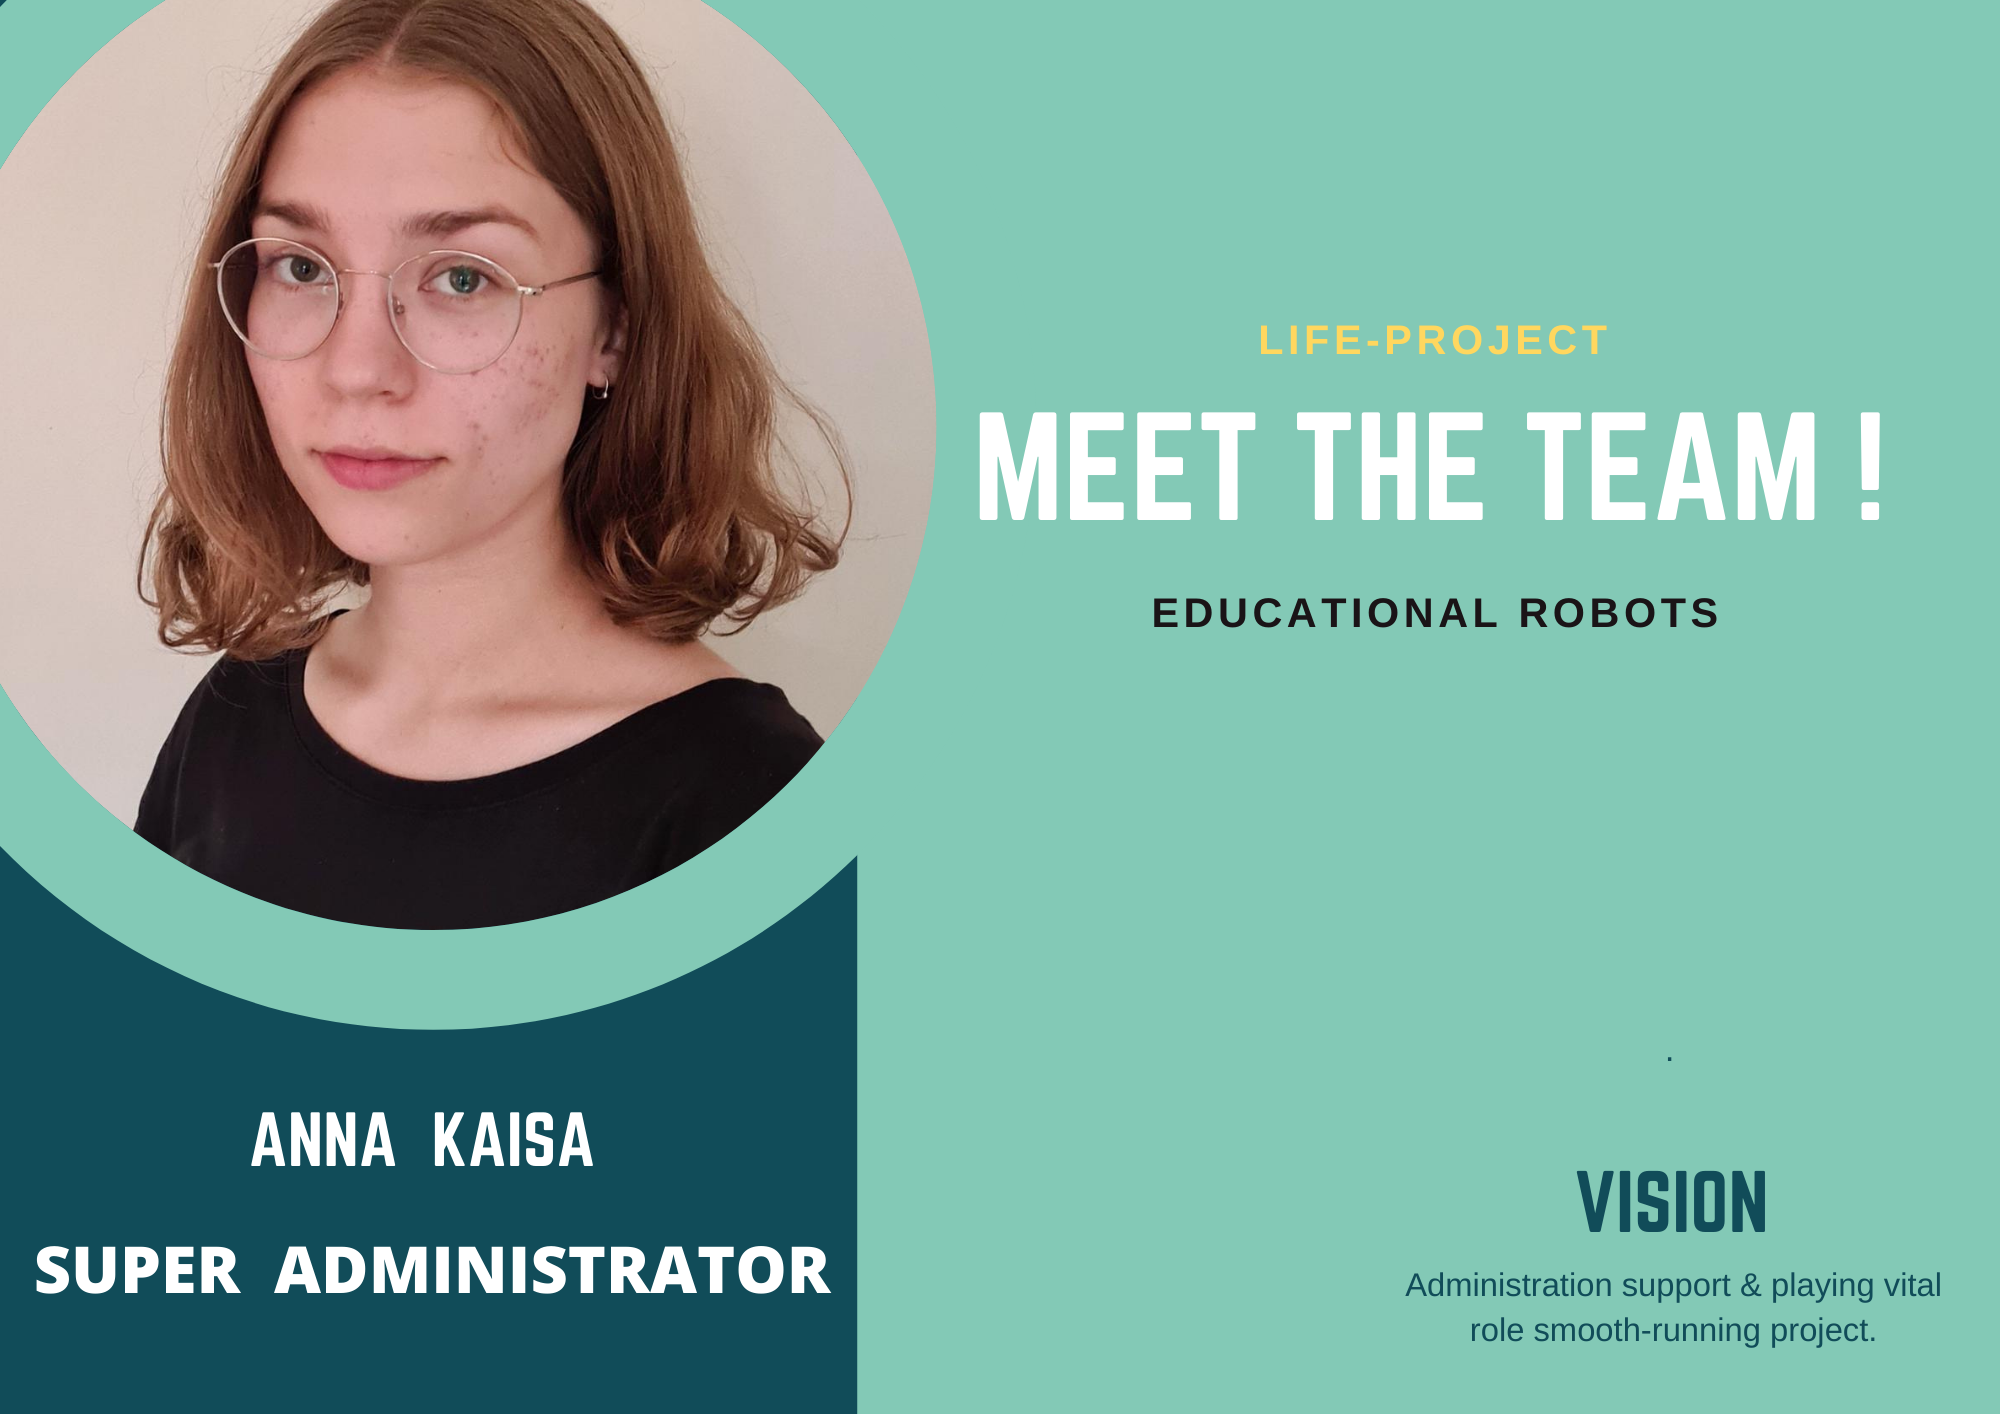 LIFE-PROJECT
MEET THE TEAM !
EDUCATIONAL ROBOTS
ANNA KAISA
SUPER ADMINISTRATOR
.
VISION
Administration support & playing vital
role smooth-running project.